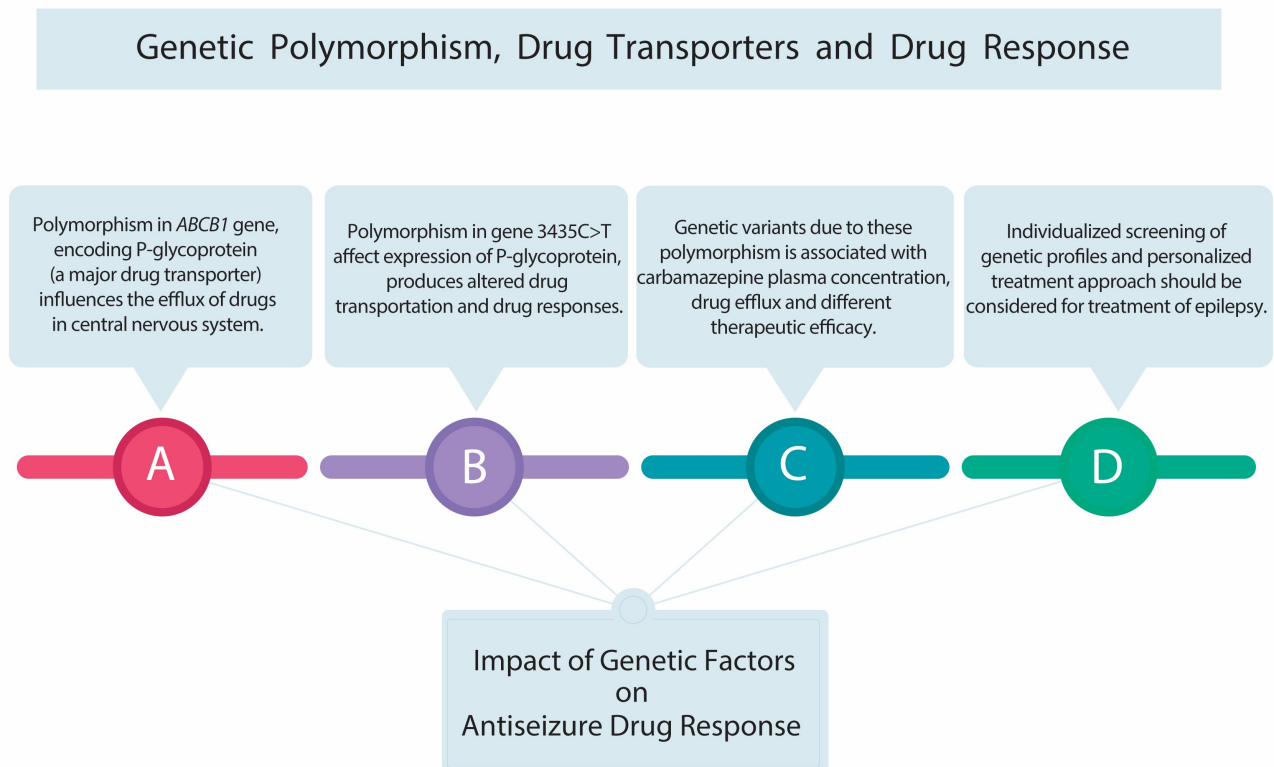 Genetic Polymorphism, Drug Transporters and Drug Response
Polymorphism in ABCB1 gene,
encoding P-glycoprotein
(a major drug transporter)
influences the efflux of drugs
in central nervous system.
Polymorphism in gene 3435C>T
affect expression of P-glycoprotein,
produces altered drug
transportation and drug responses.
Genetic variants due to these
polymorphism is associated with
carbamazepine plasma concentration,
drug efflux and different
therapeutic efficacy.
Individualized screening of
genetic profiles and personalized
treatment approach should be
considered for treatment of epilepsy.
A
B
C
D
Impact of Genetic Factors
on
Antiseizure Drug Response